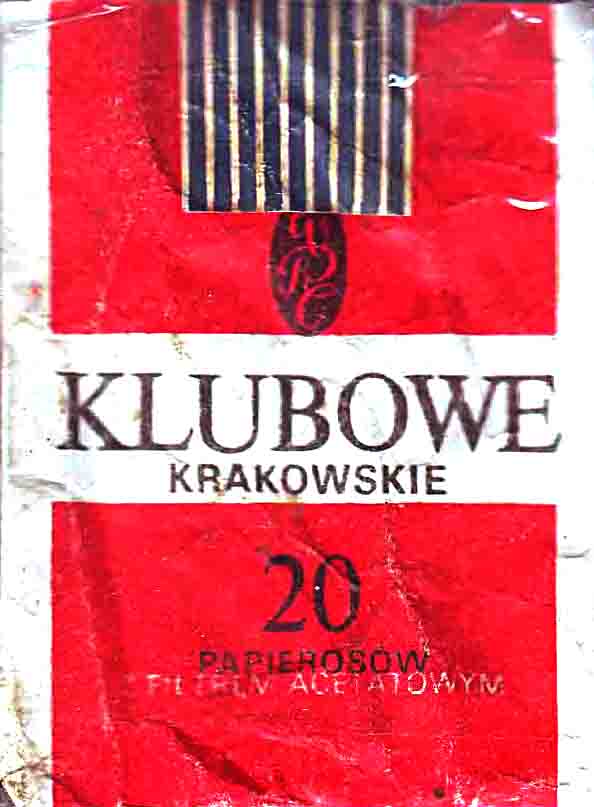 KLUBOWE
KRAKOWSKIE
20
PAPIEROSÓW
FILTREM ACETATOWYM